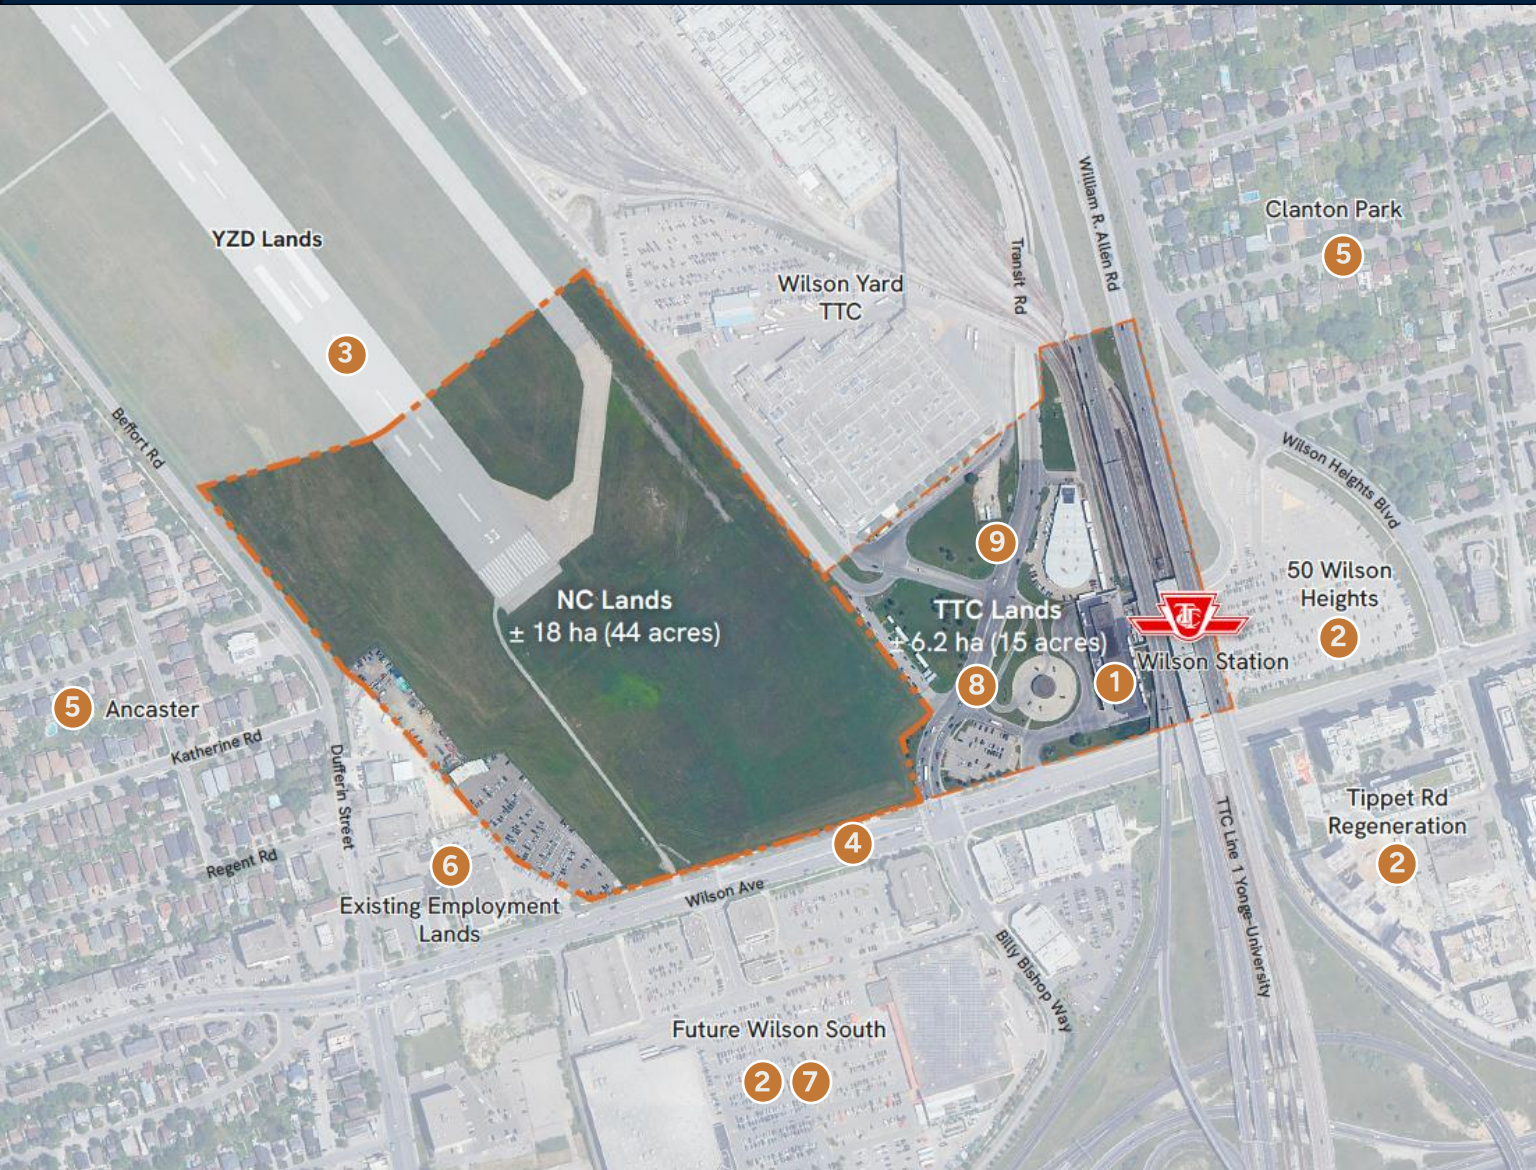 William R. Allen Rd
Clanton Park
5
YZD Lands
Transit Rd
Wilson Yard
TTC
3
Beffort Rd
Wilson Heights Blvd
9
50 Wilson
Heights
2
NC Lands
± 18 ha (44 acres)
TTC Lands
± 6.2 ha (15 acres)
TTC
Wilson Station
8
1
5
Ancaster
Katherine Rd
Dufferin Street
Tippet Rd
Regeneration
2
TTC Line 1 Yonge-University
4
Regent Rd
6
Existing Employment
Lands
Wilson Ave
Billy Bishop Way
Future Wilson South
2
7